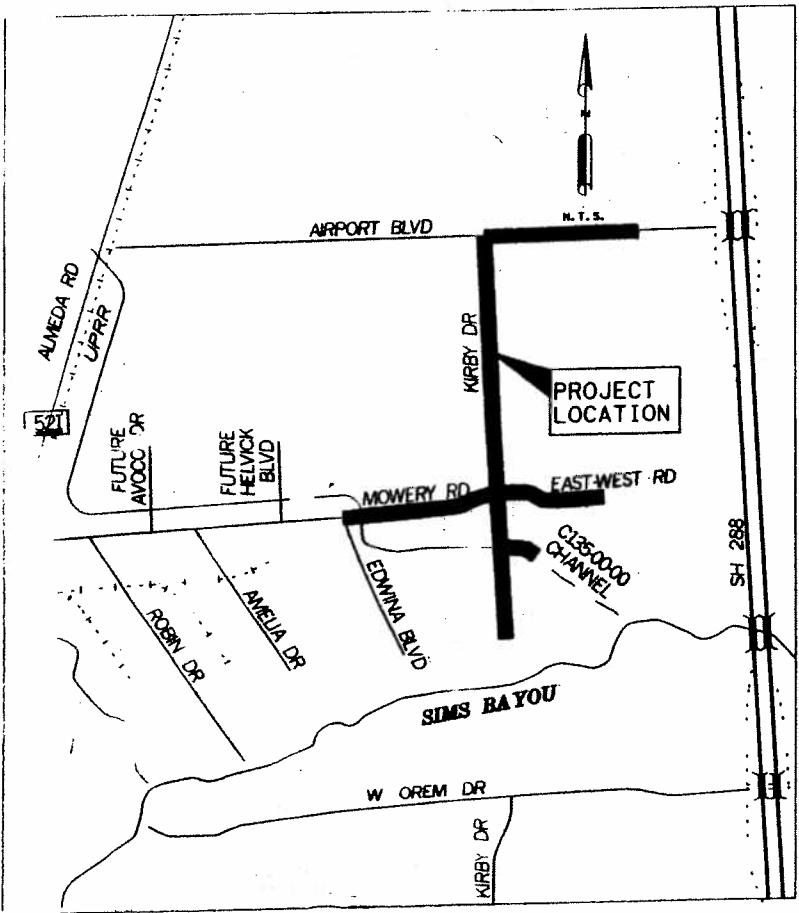 N
N.T.S.
AIRPORT BLVD
ALMEDA RD
UPRR
KIRBY DR
PROJECT
LOCATION
521
FUTURE
AVOCO DR
FUTURE
HELVICK
BLVD
MOWERY RD
EAST-WEST RD
C135-00-00
CHANNEL
SH 288
EDWINA BLVD
AMELIA DR
ROBIN DR
SIMS BAYOU
W OREM DR
KIRBY DR